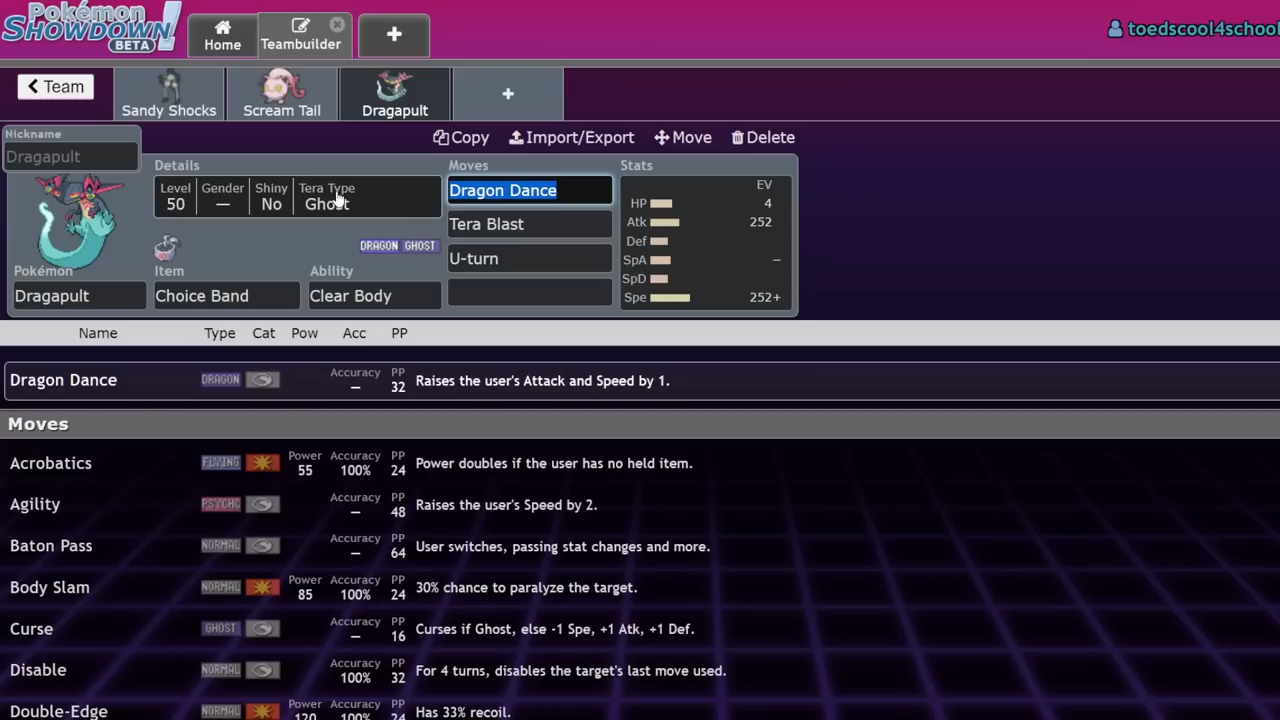 Pokémon
SHOWDOWN!
BETA
Home
Teambuilder
+
toedscool4school
Team
Sandy Shocks
Scream Tail
Dragapult
+
Nickname
Dragapult
Copy
Import/Export
Move
Delete
Details
Moves
Stats
Level
Gender
Shiny
Tera Type
50
—
No
Ghost
Dragon Dance
Tera Blast
U-turn
EV
HP 4
Atk 252
Def
SpA –
SpD
Spe 252+
DRAGON GHOST
Pokémon
Item
Ability
Dragapult
Choice Band
Clear Body
Name Type Cat Pow Acc PP
Dragon Dance DRAGON Accuracy — PP 32 Raises the user's Attack and Speed by 1.
Moves
Acrobatics FLYING Power 55 Accuracy 100% PP 24 Power doubles if the user has no held item.
Agility PSYCHC Accuracy — PP 48 Raises the user's Speed by 2.
Baton Pass NORMAL Accuracy — PP 64 User switches, passing stat changes and more.
Body Slam NORMAL Power 85 Accuracy 100% PP 24 30% chance to paralyze the target.
Curse GHOST Accuracy — PP 16 Curses if Ghost, else -1 Spe, +1 Atk, +1 Def.
Disable NORMAL Accuracy 100% PP 32 For 4 turns, disables the target's last move used.
Double-Edge NORMAL Power 120 Accuracy 100% PP 24 Has 33% recoil.